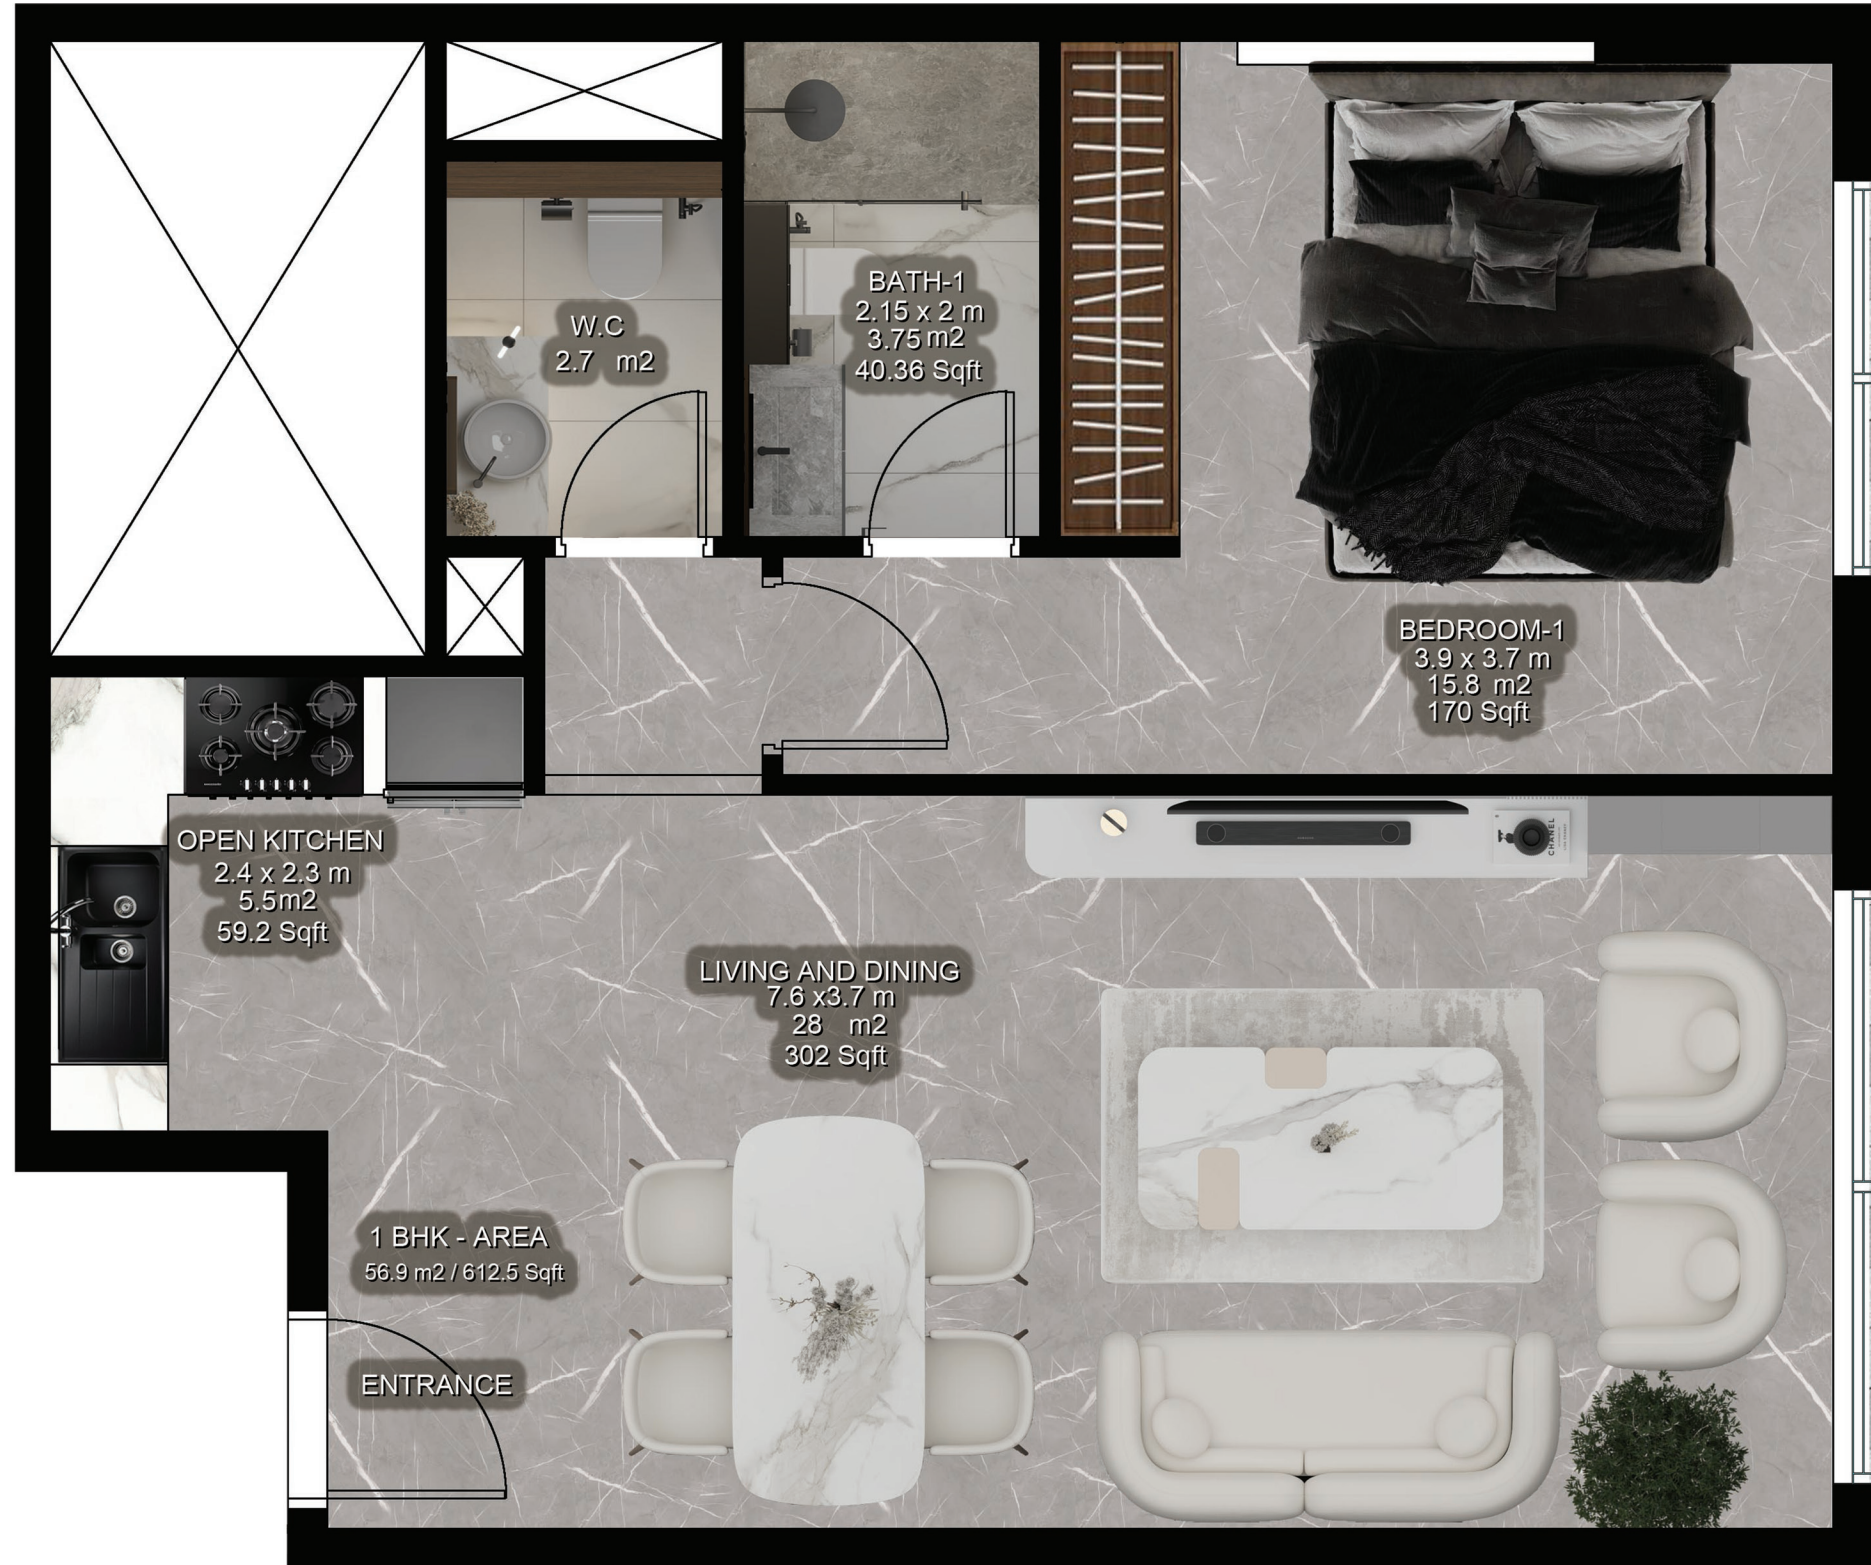 W.C
2.7 m2
BATH-1
2.15 x 2 m
3.75 m2
40.36 Sqft
BEDROOM-1
3.9 x 3.7 m
15.8 m2
170 Sqft
OPEN KITCHEN
2.4 x 2.3 m
5.5m2
59.2 Sqft
CHANEL
LIVING AND DINING
7.6 x3.7 m
28 m2
302 Sqft
1 BHK - AREA
56.9 m2 / 612.5 Sqft
ENTRANCE